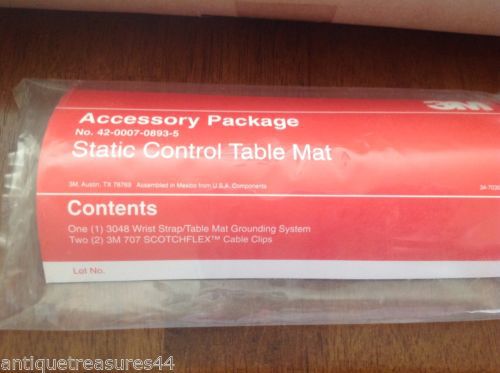 3M
Accessory Package
No. 42-0007-0893-5
Static Control Table Mat
3M, Austin, TX 78769 Assembled in Mexico from U.S.A. Components
Contents
One (1) 3048 Wrist Strap/Table Mat Grounding System
Two (2) 3M 707 SCOTCHFLEX™ Cable Clips
Lot No.
antiquetreasures44